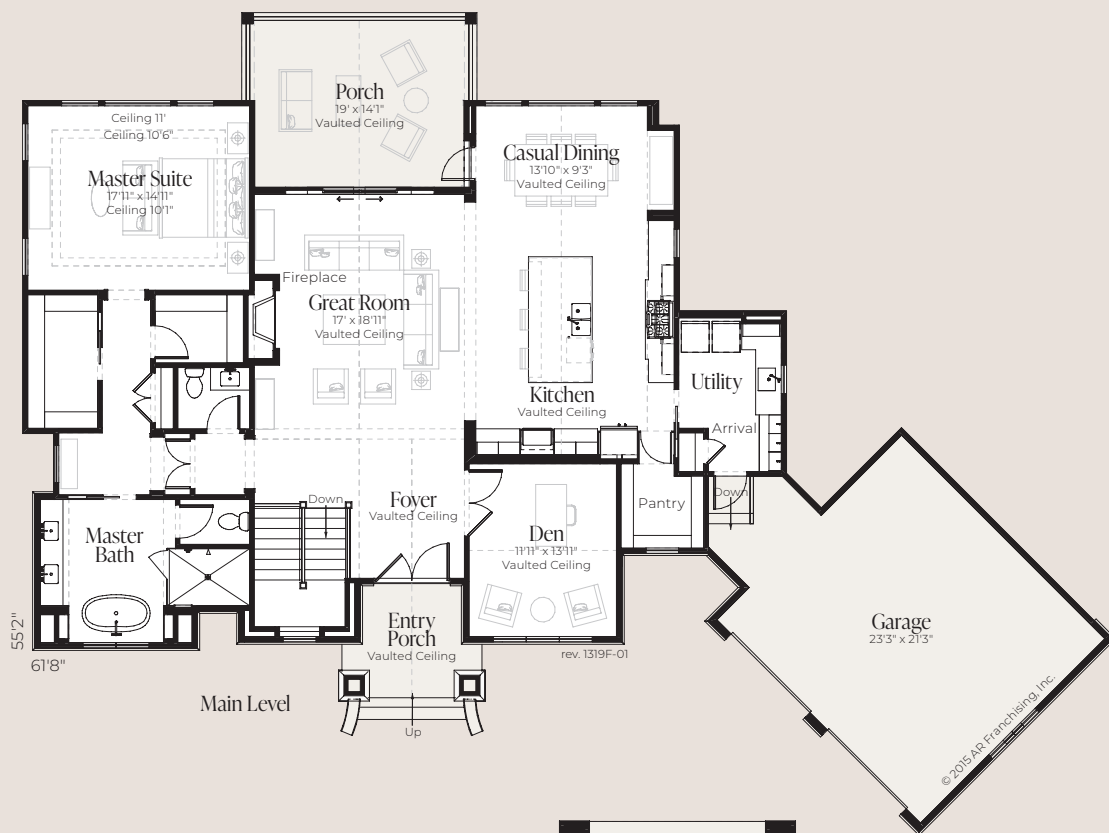 Porch
19' x 14'1"
Vaulted Ceiling
Ceiling 11'
Ceiling 10'6"
Master Suite
17'11" x 14'11"
Ceiling 10'1"
Casual Dining
13'10" x 9'3"
Vaulted Ceiling
Fireplace
Great Room
17' x 18'11"
Vaulted Ceiling
Kitchen
Vaulted Ceiling
Utility
Arrival
Down
Pantry
Down
Foyer
Vaulted Ceiling
Den
11'11" x 13'11"
Vaulted Ceiling
Master
Bath
Entry
Porch
Vaulted Ceiling
rev. 1319F-01
Garage
23'3" x 21'3"
55'2"
61'8"
Main Level
Up
© 2015 AR Franchising, Inc.